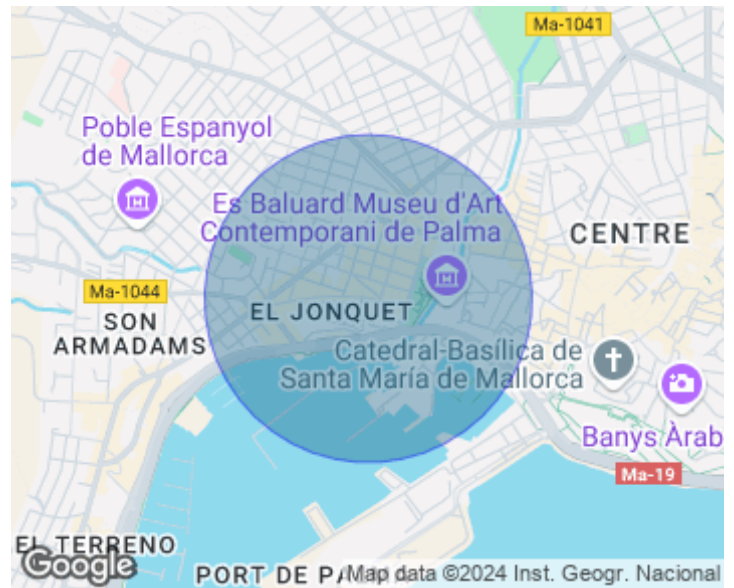 Ma-1041
Poble Espanyol
de Mallorca
Es Baluard Museu d'Art
Contemporani de Palma
CENTRE
Ma-1044
SON
ARMADAMS
EL JONQUET
Catedral-Basílica de
Santa María de Mallorca
Banys Àrab
Ma-19
EL TERRENO
Google
PORT DE PA
Map data ©2024 Inst. Geogr. Nacional